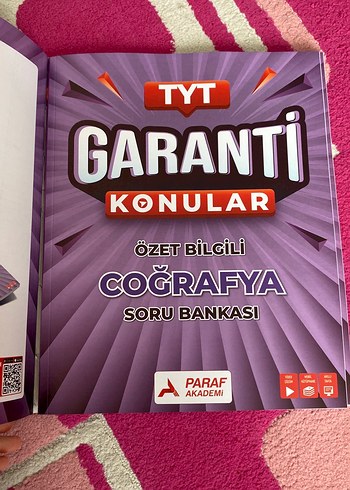 TYT
GARANTİ
KONULAR
ÖZET BİLGİLİ
COĞRAFYA
SORU BANKASI
PARAF
AKADEMİ